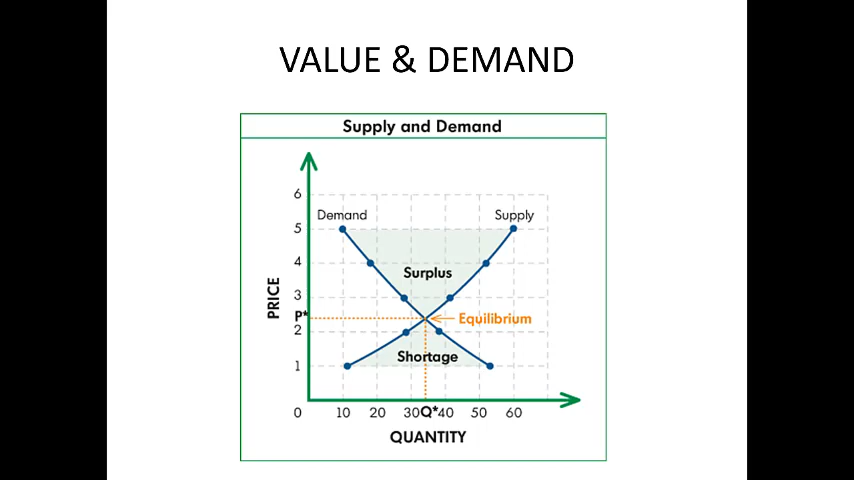 VALUE & DEMAND
Supply and Demand
6
Demand
Supply
5
4
Surplus
3
PRICE
P*
Equilibrium
2
Shortage
1
0 10 20 30 Q* 40 50 60
QUANTITY